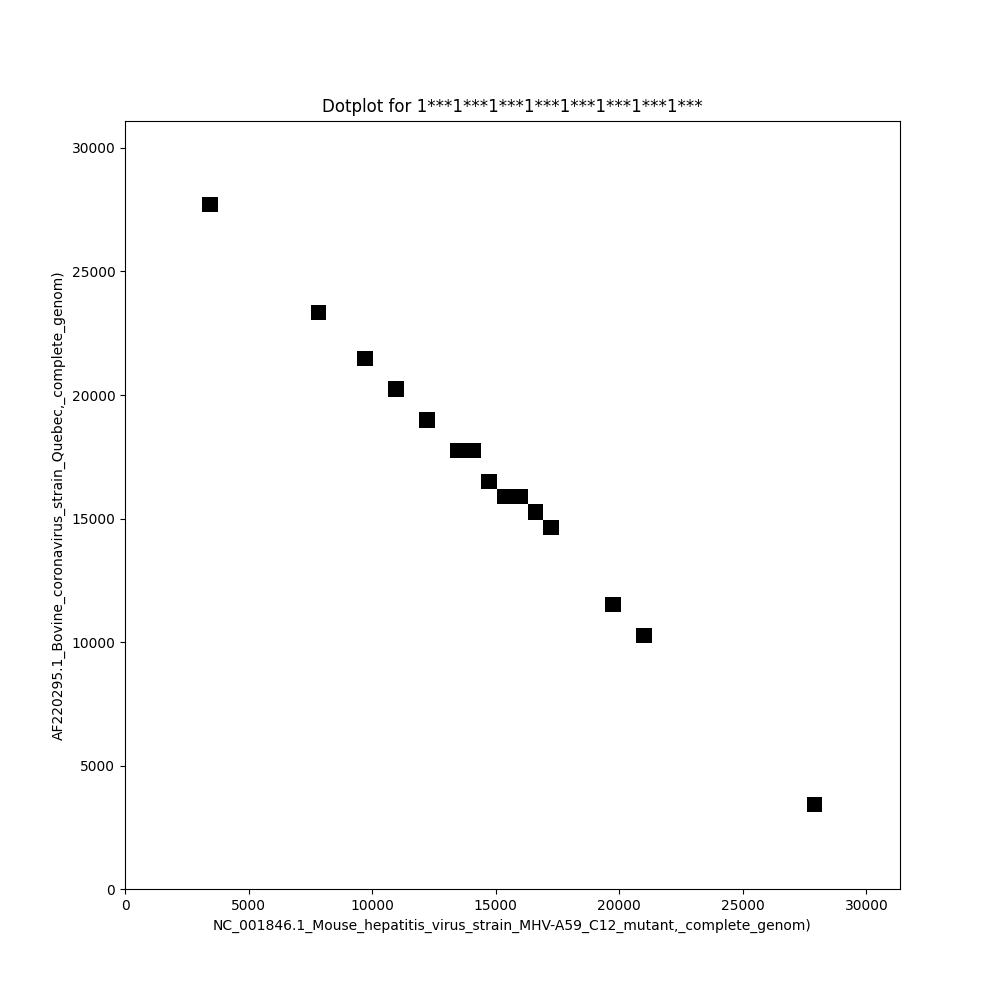 Dotplot for 1***1***1***1***1***1***1***1***
30000
25000
20000
15000
10000
5000
0
AF220295.1_Bovine_coronavirus_strain_Quebec,_complete_genom)
0 5000 10000 15000 20000 25000 30000
NC_001846.1_Mouse_hepatitis_virus_strain_MHV-A59_C12_mutant,_complete_genom)